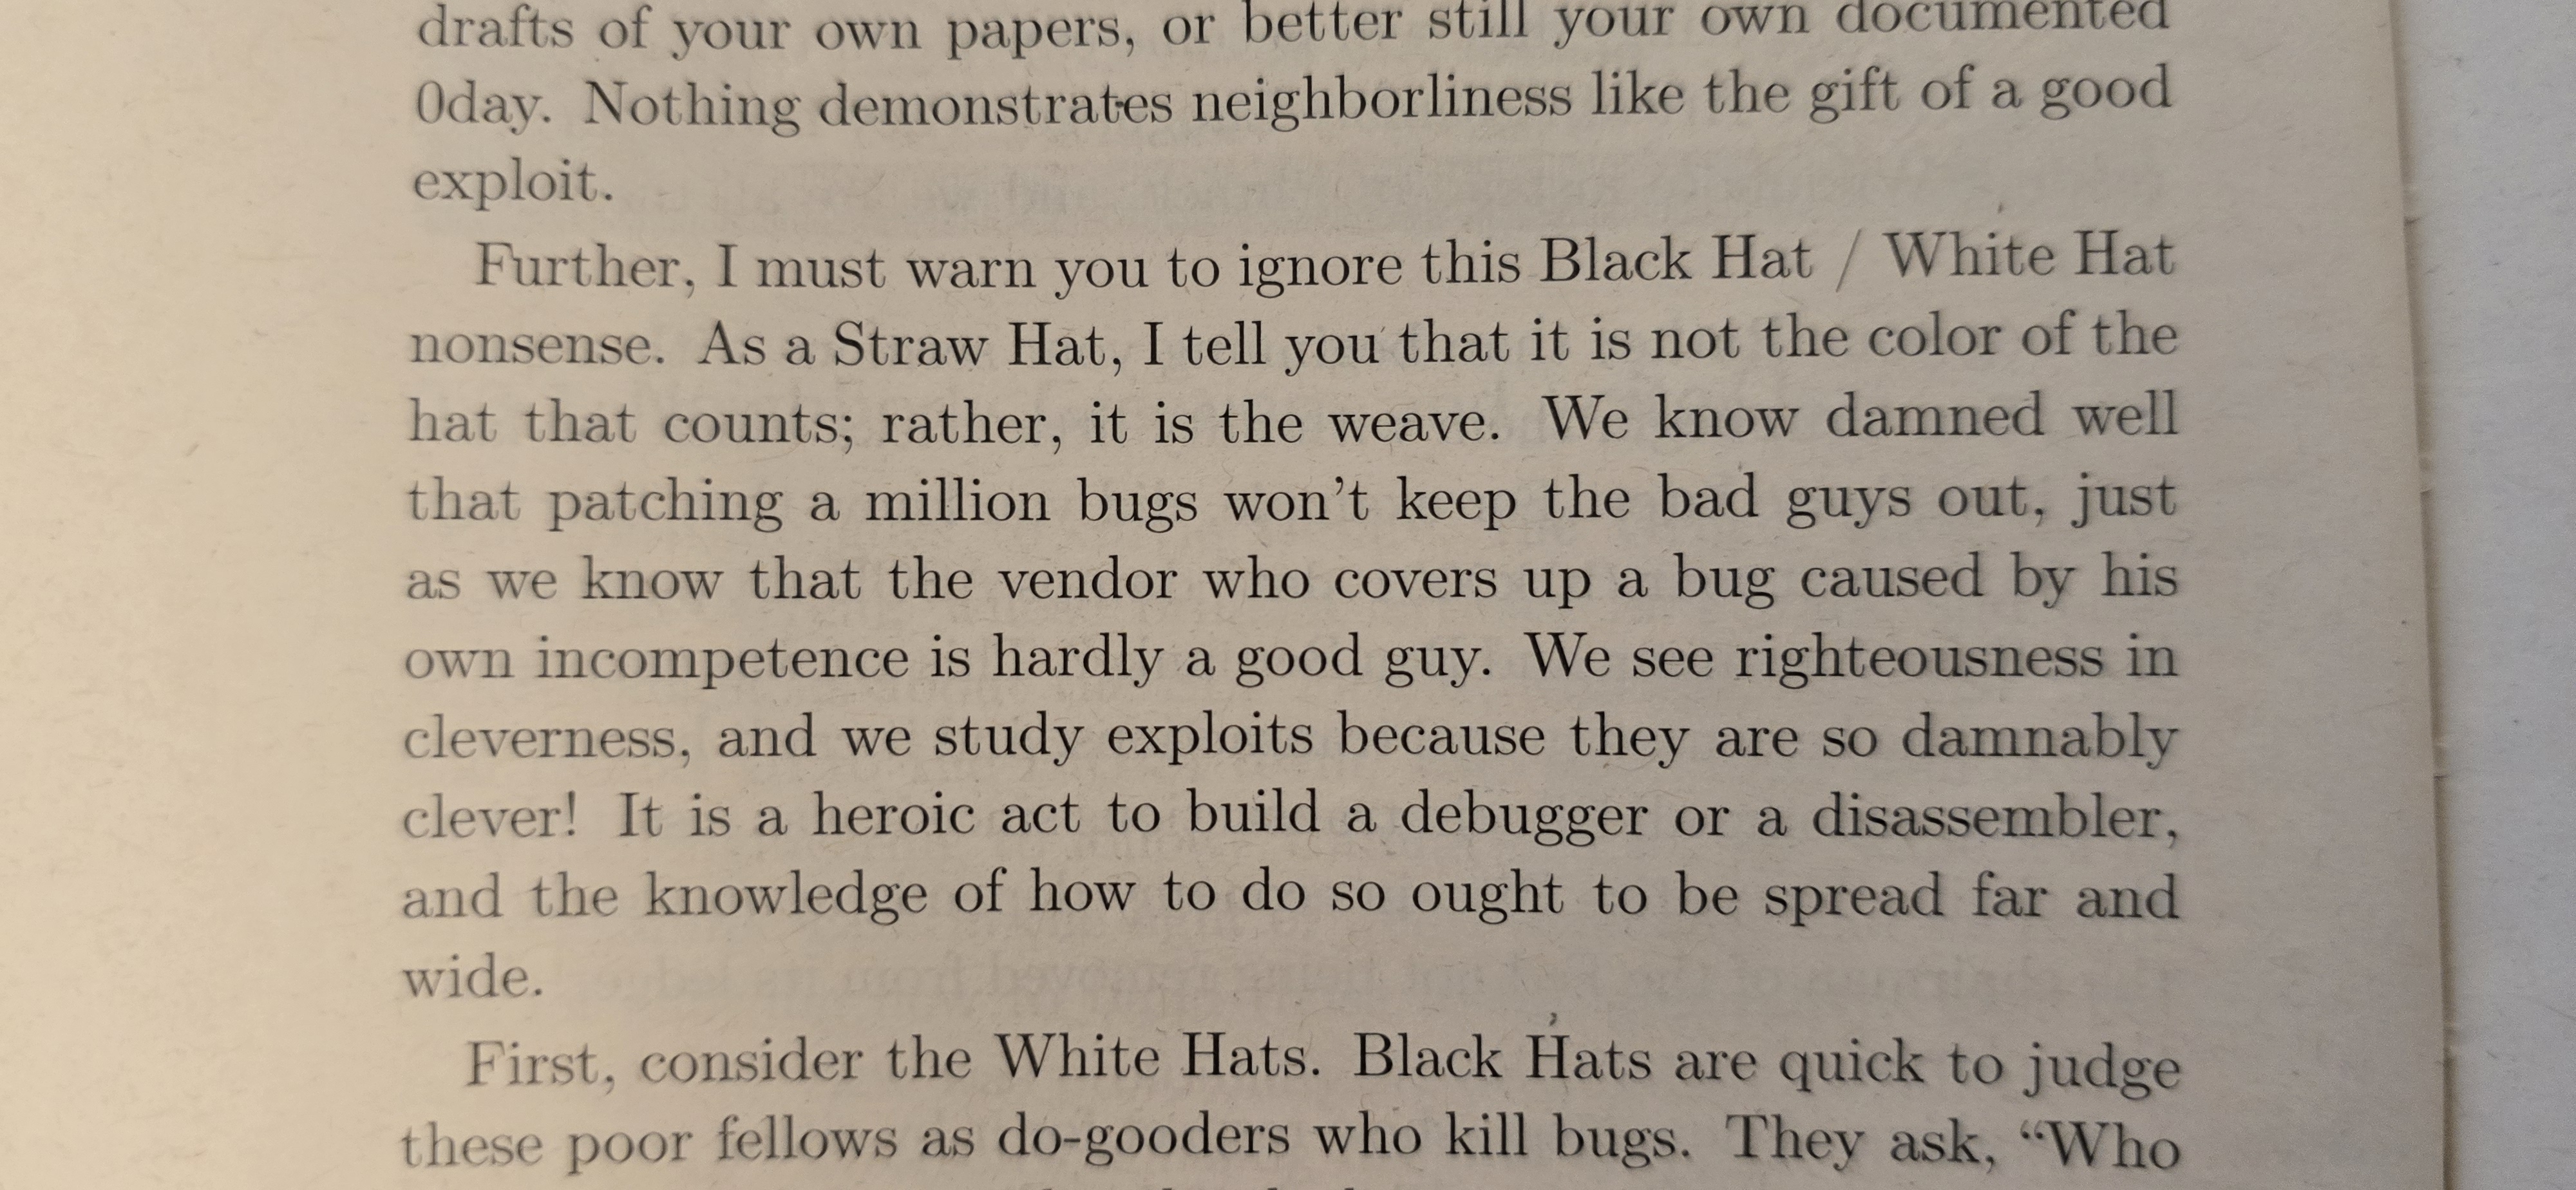 drafts of your own papers, or better still your own documented
0day. Nothing demonstrates neighborliness like the gift of a good
exploit.
Further, I must warn you to ignore this Black Hat / White Hat
nonsense. As a Straw Hat, I tell you that it is not the color of the
hat that counts; rather, it is the weave. We know damned well
that patching a million bugs won't keep the bad guys out, just
as we know that the vendor who covers up a bug caused by his
own incompetence is hardly a good guy. We see righteousness in
cleverness, and we study exploits because they are so damnably
clever! It is a heroic act to build a debugger or a disassembler,
and the knowledge of how to do so ought to be spread far and
wide.
First, consider the White Hats. Black Hats are quick to judge
these poor fellows as do-gooders who kill bugs. They ask, “Who